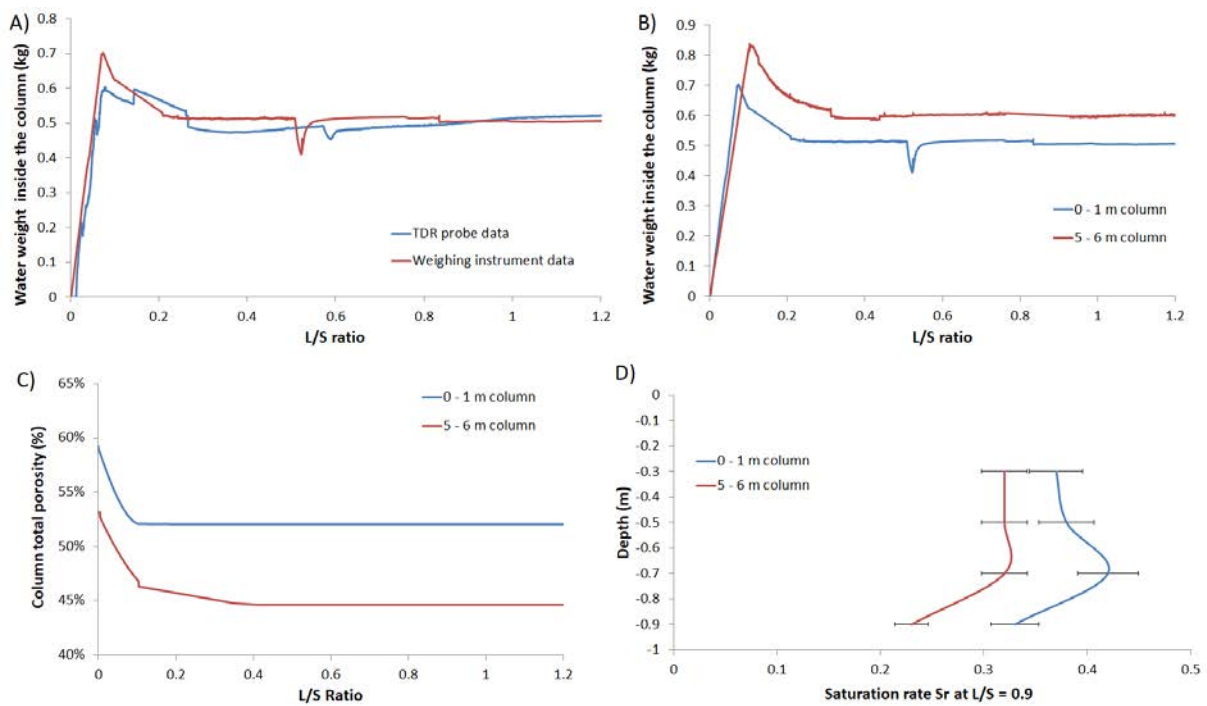 A)
Water weight inside the column (kg)
0.8
0.7
0.6
0.5
0.4
0.3
0.2
0.1
0
TDR probe data
Weighing instrument data
0 0.2 0.4 0.6 0.8 1 1.2
L/S ratio
B)
Water weight inside the column (kg)
0.9
0.8
0.7
0.6
0.5
0.4
0.3
0.2
0.1
0
0 - 1 m column
5 - 6 m column
0 0.2 0.4 0.6 0.8 1 1.2
L/S ratio
C)
Column total porosity (%)
65%
60%
55%
50%
45%
40%
0 - 1 m column
5 - 6 m column
0 0.2 0.4 0.6 0.8 1 1.2
L/S Ratio
D)
Depth (m)
0
-0.1
-0.2
-0.3
-0.4
-0.5
-0.6
-0.7
-0.8
-0.9
-1
0 - 1 m column
5 - 6 m column
0 0.1 0.2 0.3 0.4 0.5
Saturation rate Sr at L/S = 0.9